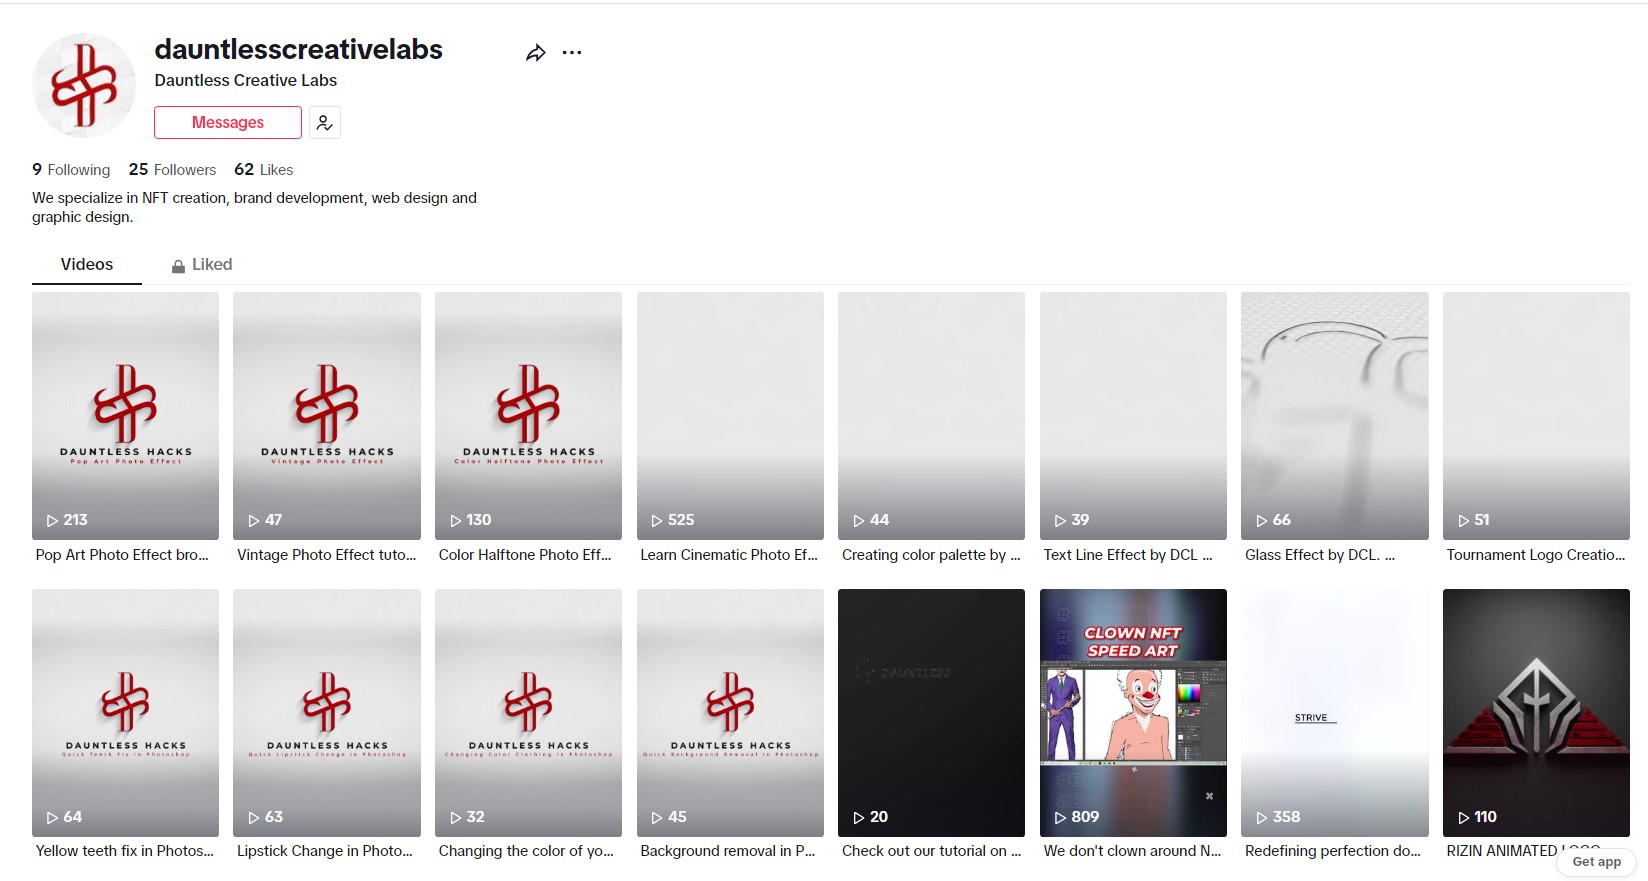 dauntlesscreativelabs
Dauntless Creative Labs
Messages
9 Following 25 Followers 62 Likes
We specialize in NFT creation, brand development, web design and
graphic design.
Videos Liked
DAUNTLESS HACKS
Pop Art Photo Effect
213
DAUNTLESS HACKS
Vintage Photo Effect
47
DAUNTLESS HACKS
Color Halftone Photo Effect
130
525
44
39
66
51
Pop Art Photo Effect bro...
Vintage Photo Effect tuto...
Color Halftone Photo Eff...
Learn Cinematic Photo Ef...
Creating color palette by ...
Text Line Effect by DCL ...
Glass Effect by DCL. ...
Tournament Logo Creatio...
DAUNTLESS HACKS
Quick Teeth Fix in Photoshop
64
DAUNTLESS HACKS
Quick Lipstick Change in Photoshop
63
DAUNTLESS HACKS
Changing Color Clothing in Photoshop
32
DAUNTLESS HACKS
Quick Background Removal in Photoshop
45
DAUNTLESS
20
CLOWN NFT
SPEED ART
809
STRIVE
358
110
Yellow teeth fix in Photos...
Lipstick Change in Photo...
Changing the color of yo...
Background removal in P...
Check out our tutorial on ...
We don't clown around N...
Redefining perfection do...
RIZIN ANIMATED LOGO
Get app